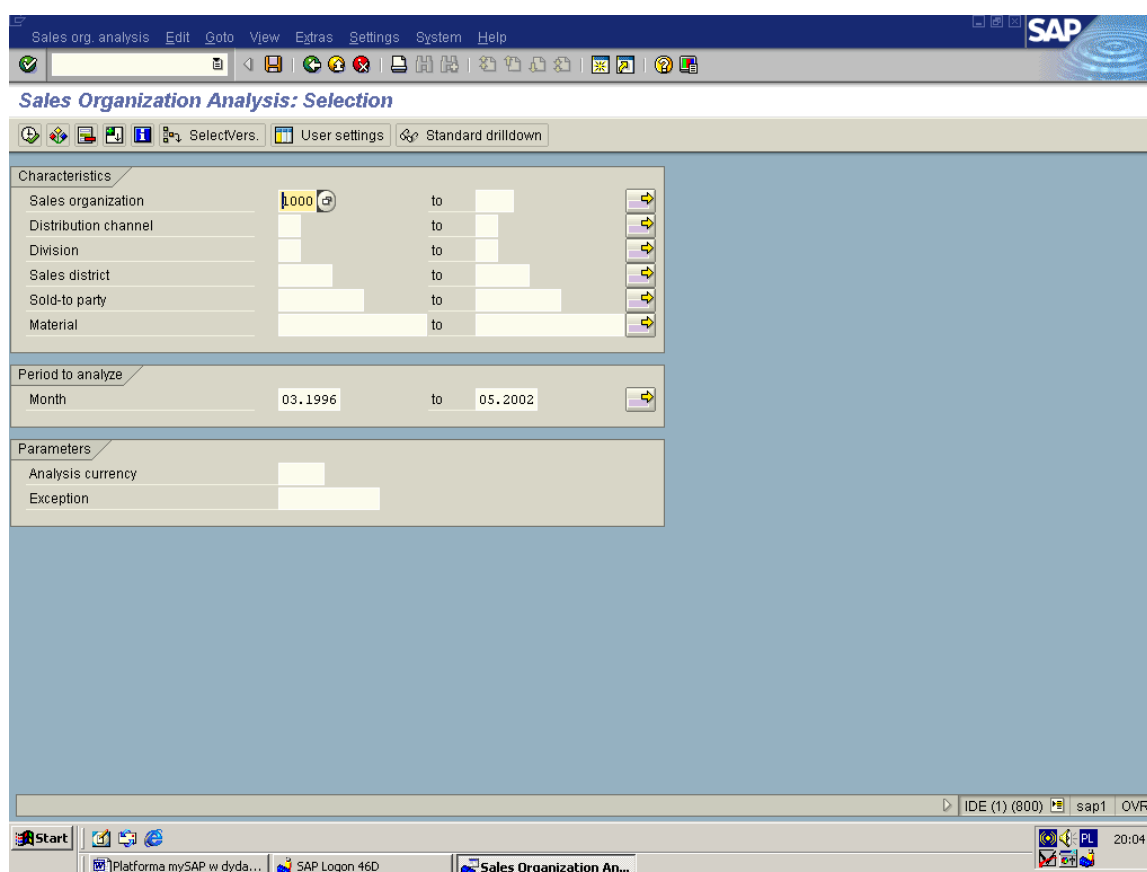 Sales org. analysis Edit Goto View Extras Settings System Help
SAP
Sales Organization Analysis: Selection
SelectVers. User settings Standard drilldown
Characteristics
Sales organization 1000 to
Distribution channel to
Division to
Sales district to
Sold-to party to
Material to
Period to analyze
Month 03.1996 to 05.2002
Parameters
Analysis currency
Exception
IDE (1) (800) sap1 OVR
Start PL 20:04
Platforma mySAP w dyda... SAP Logon 46D Sales Organization An...